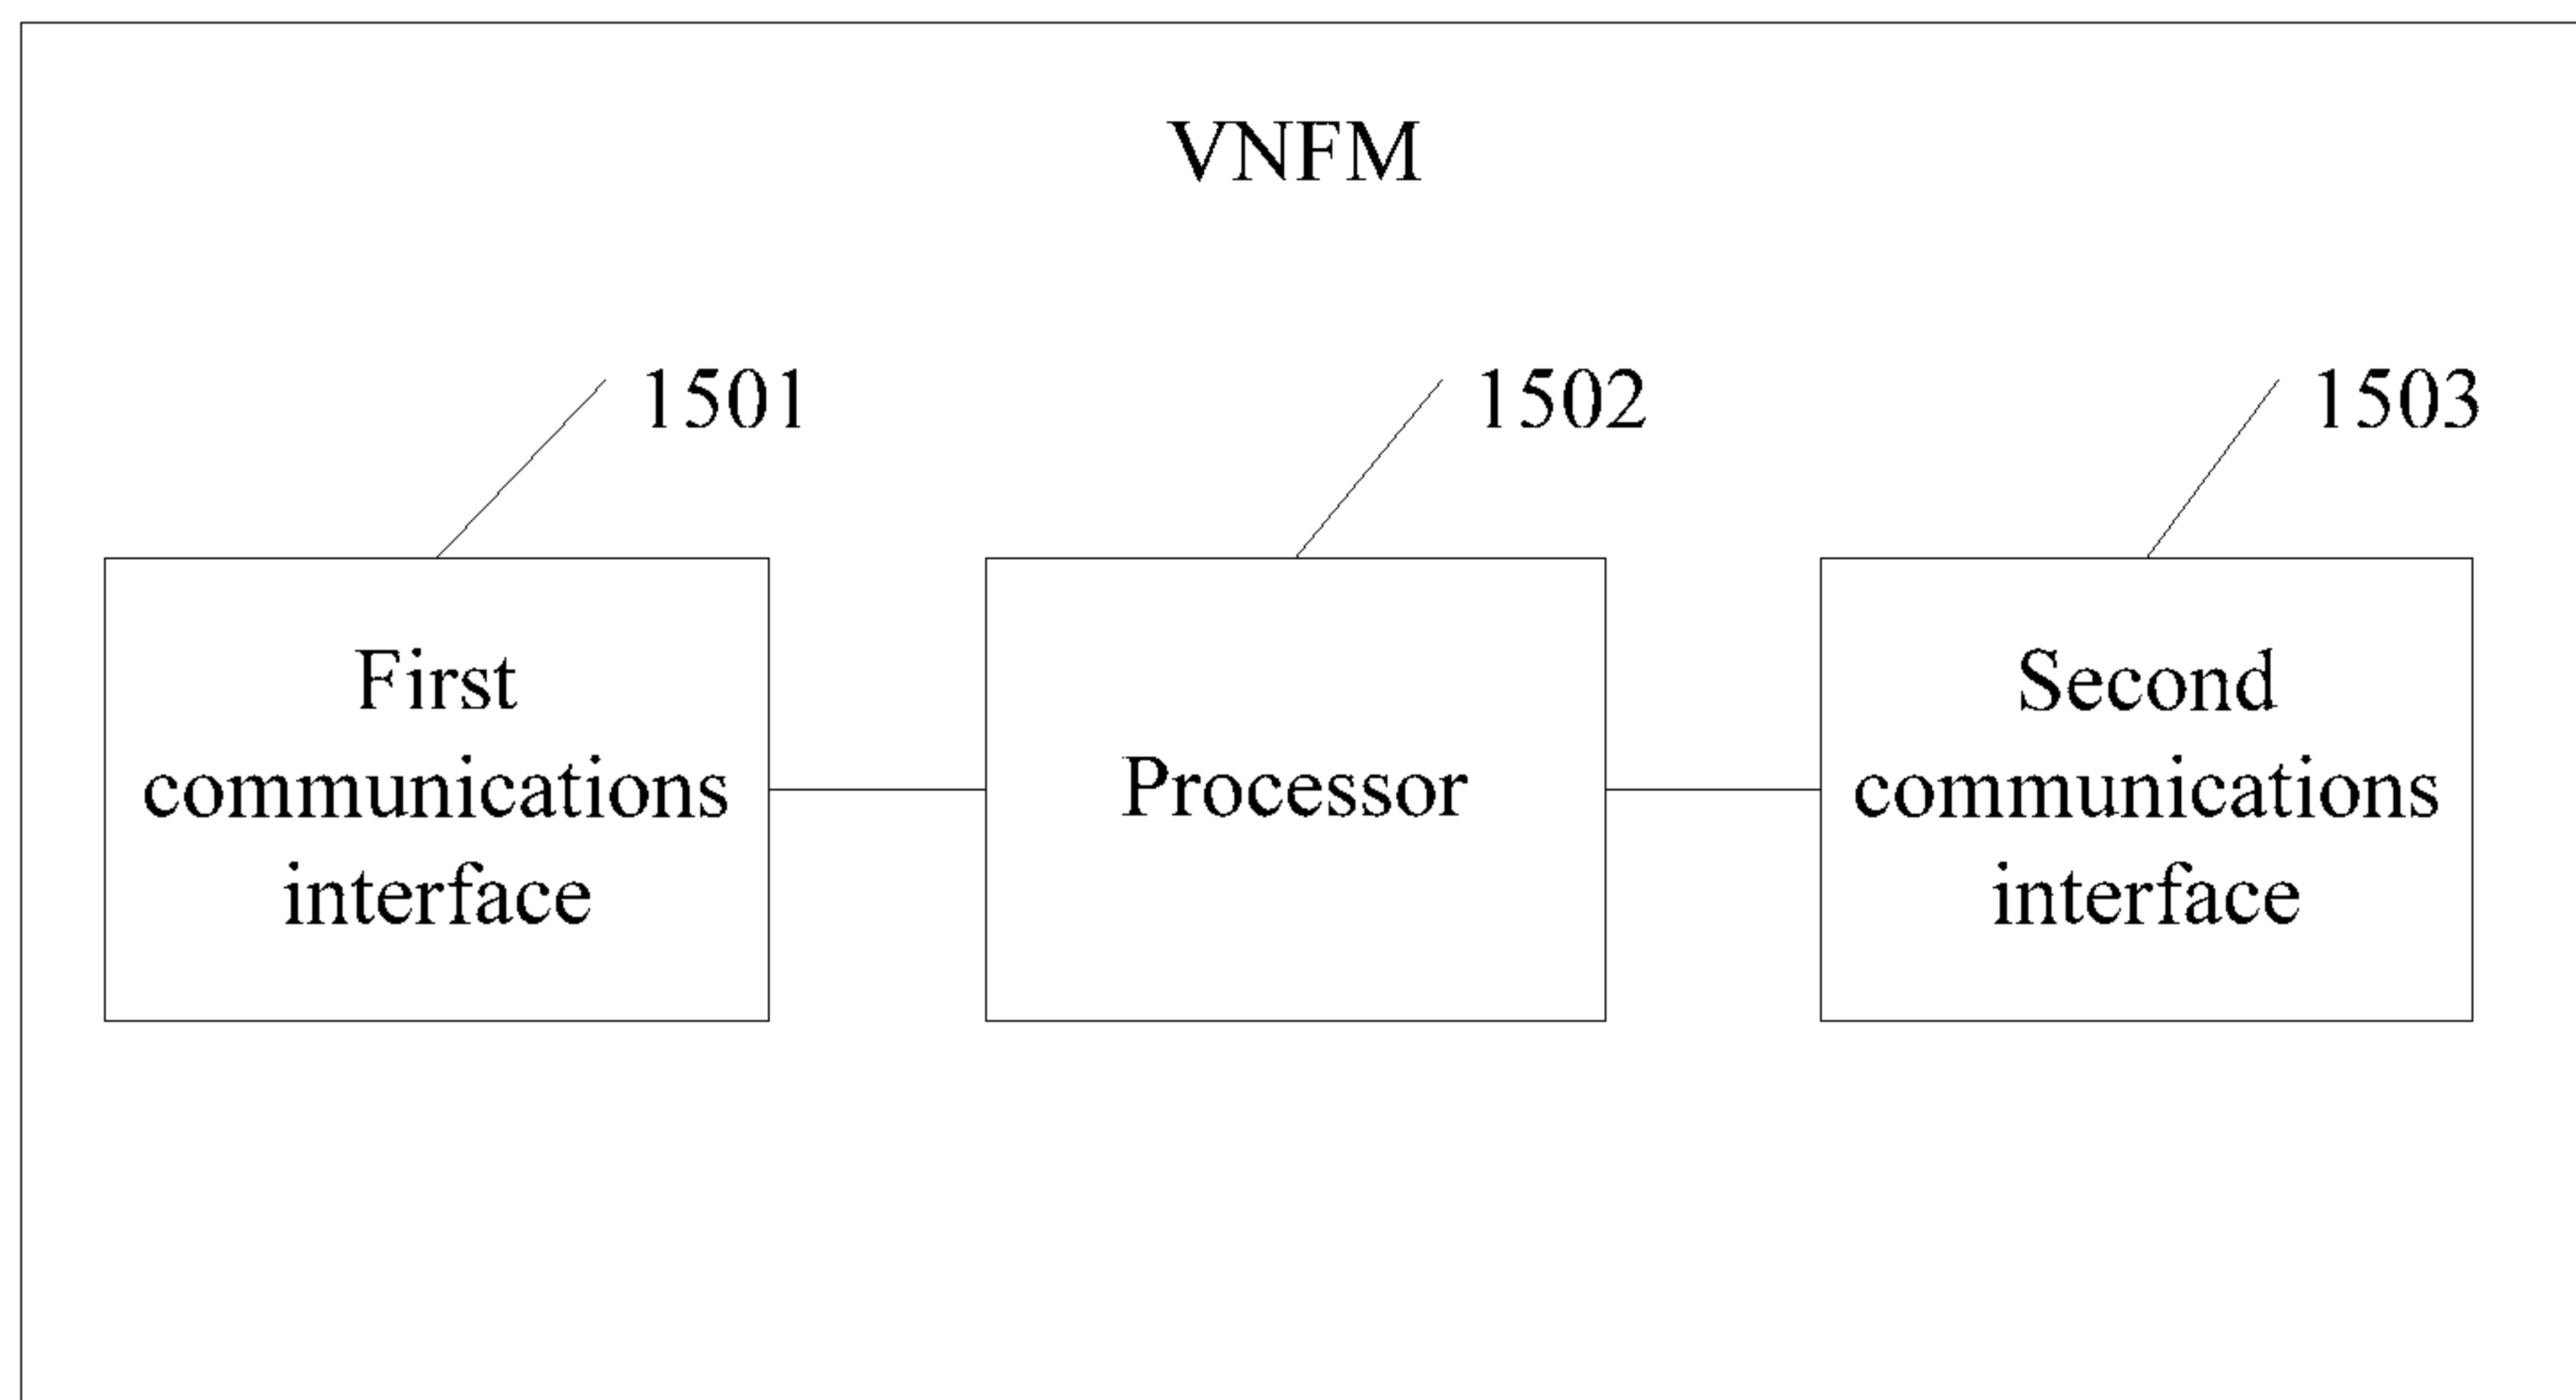 VNFM
1501
1502
1503
First
communications
interface
Processor
Second
communications
interface